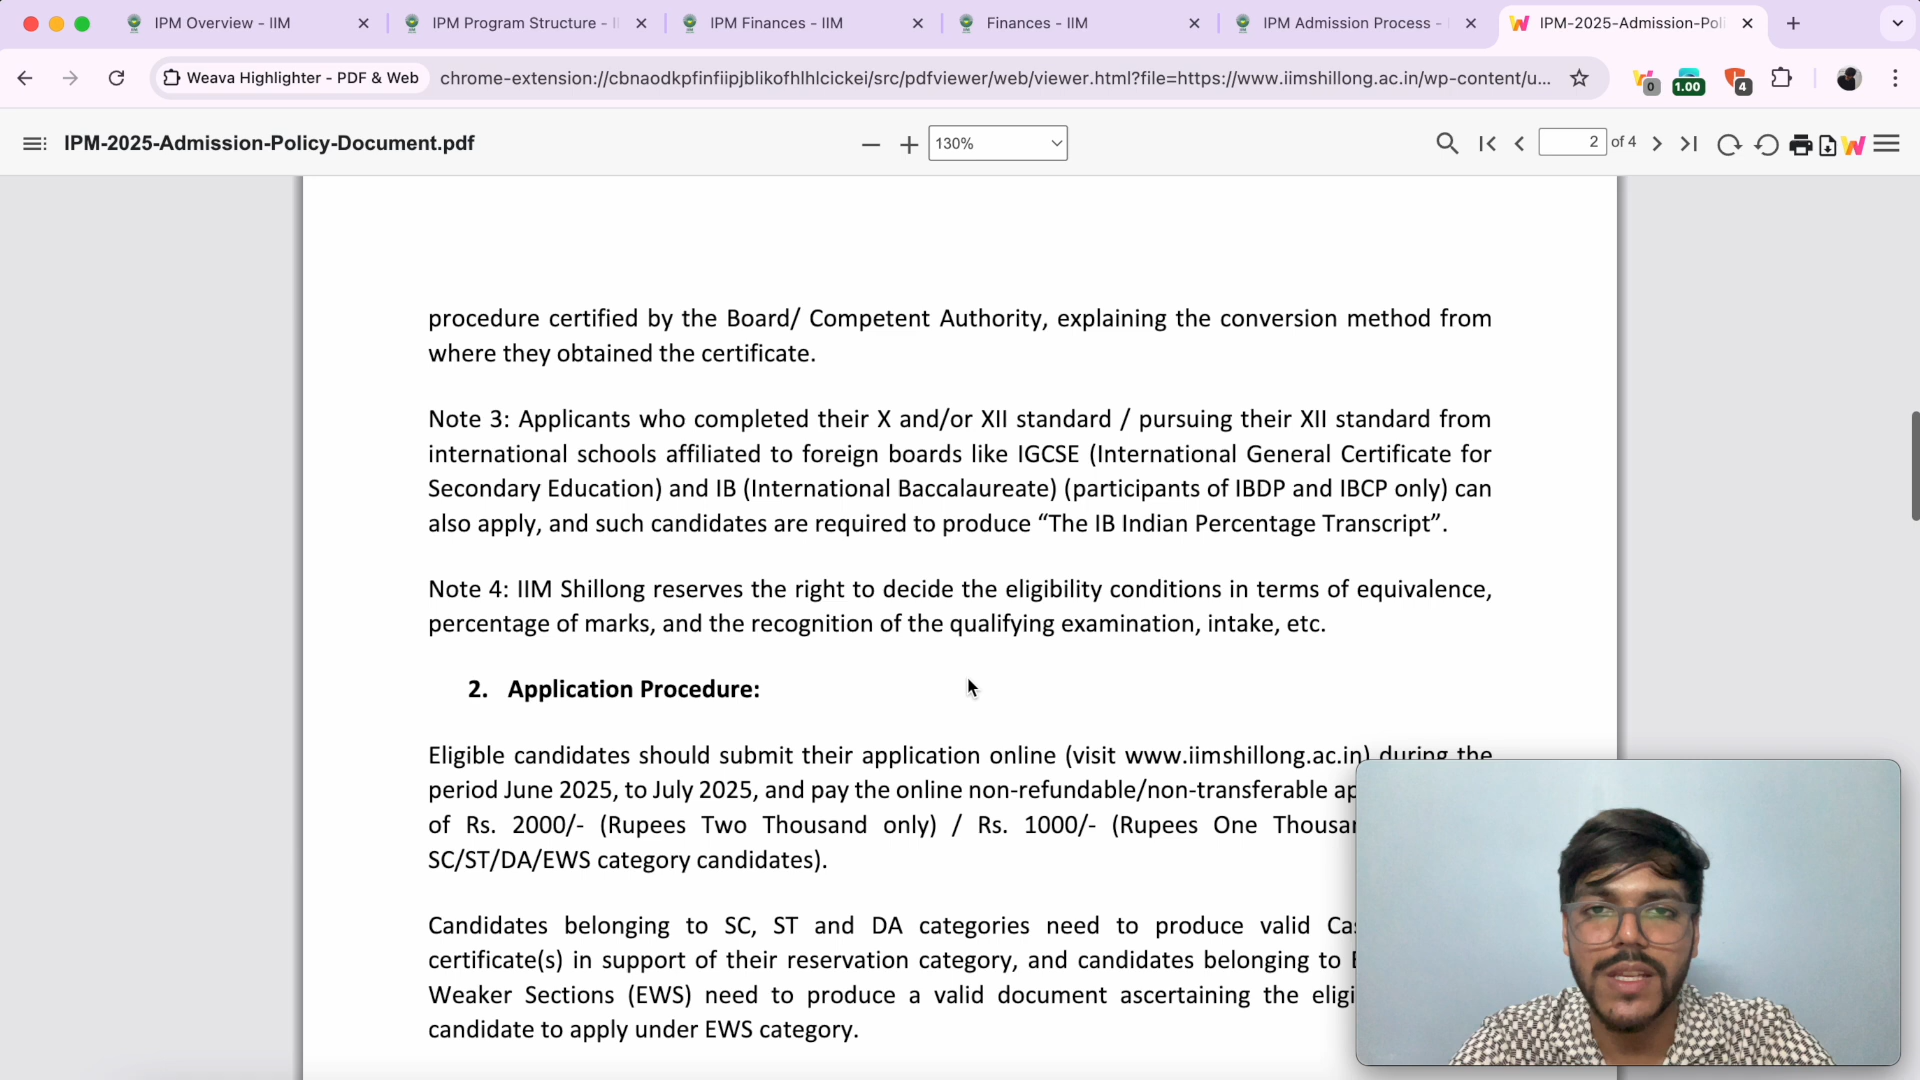 IPM Overview - IIM
IPM Program Structure -
IPM Finances - IIM
Finances - IIM
IPM Admission Process -
IPM-2025-Admission-Poli
Weava Highlighter - PDF & Web
chrome-extension://cbnaodkpfinfiipjblikofhlhlcickei/src/pdfviewer/web/viewer.html?file=https://www.iimshillong.ac.in/wp-content/u...
0
1.00
4
IPM-2025-Admission-Policy-Document.pdf
130%
2 of 4
procedure certified by the Board/ Competent Authority, explaining the conversion method from
where they obtained the certificate.
Note 3: Applicants who completed their X and/or XII standard / pursuing their XII standard from
international schools affiliated to foreign boards like IGCSE (International General Certificate for
Secondary Education) and IB (International Baccalaureate) (participants of IBDP and IBCP only) can
also apply, and such candidates are required to produce “The IB Indian Percentage Transcript”.
Note 4: IIM Shillong reserves the right to decide the eligibility conditions in terms of equivalence,
percentage of marks, and the recognition of the qualifying examination, intake, etc.
2. Application Procedure:
Eligible candidates should submit their application online (visit www.iimshillong.ac.in) during the
period June 2025, to July 2025, and pay the online non-refundable/non-transferable ap
of Rs. 2000/- (Rupees Two Thousand only) / Rs. 1000/- (Rupees One Thousan
SC/ST/DA/EWS category candidates).
Candidates belonging to SC, ST and DA categories need to produce valid Cas
certificate(s) in support of their reservation category, and candidates belonging to E
Weaker Sections (EWS) need to produce a valid document ascertaining the eligi
candidate to apply under EWS category.